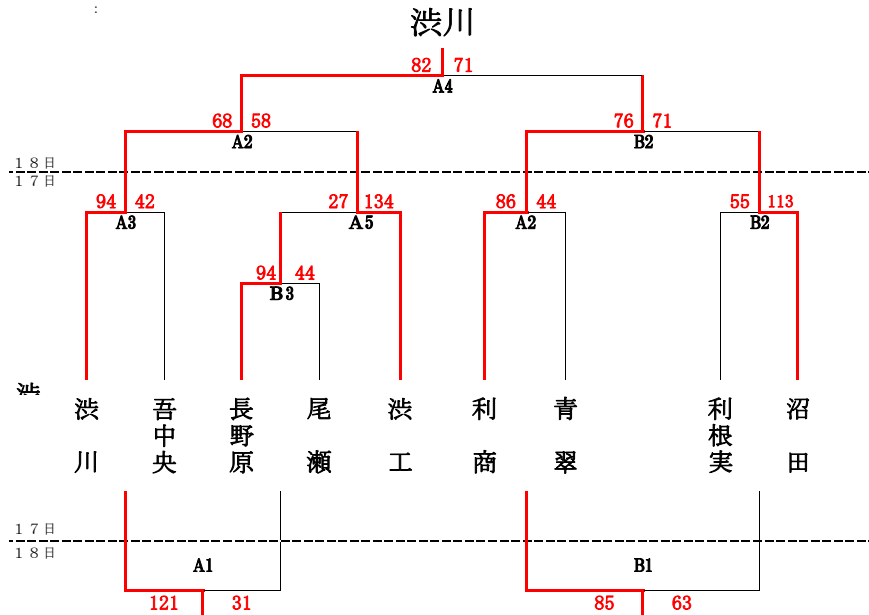 :
渋川
82 71
A4
68 58
76 71
A2
B2
18日
17日
94 42
27 134
86 44
55 113
A3
A5
A2
B2
94 44
B3
渋川
吾中央
長野原
尾瀬
渋工
利商
青翠
利根実
沼田
17日
18日
A1
B1
121 31
85 63